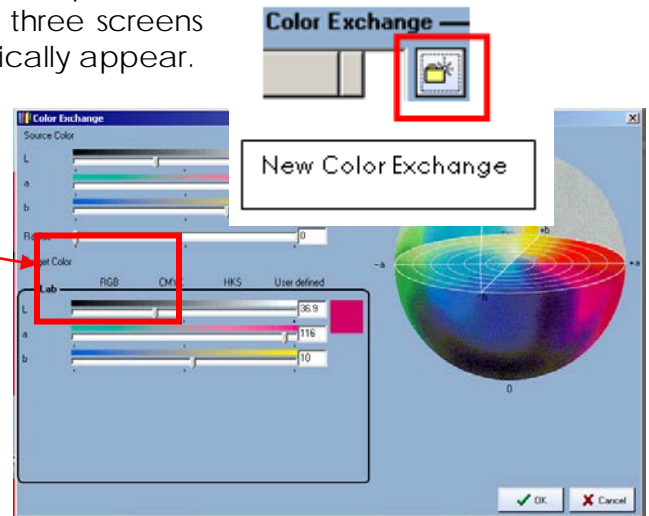 three screens
ically appear.
Color Exchange
New Color Exchange
Color Exchange
Source Color
L
a
b
0
+b
-a
+a
-b
0
get Color
Lab
RGB
HKS
User defined
L
36.9
a
116
b
10
OK
Cancel